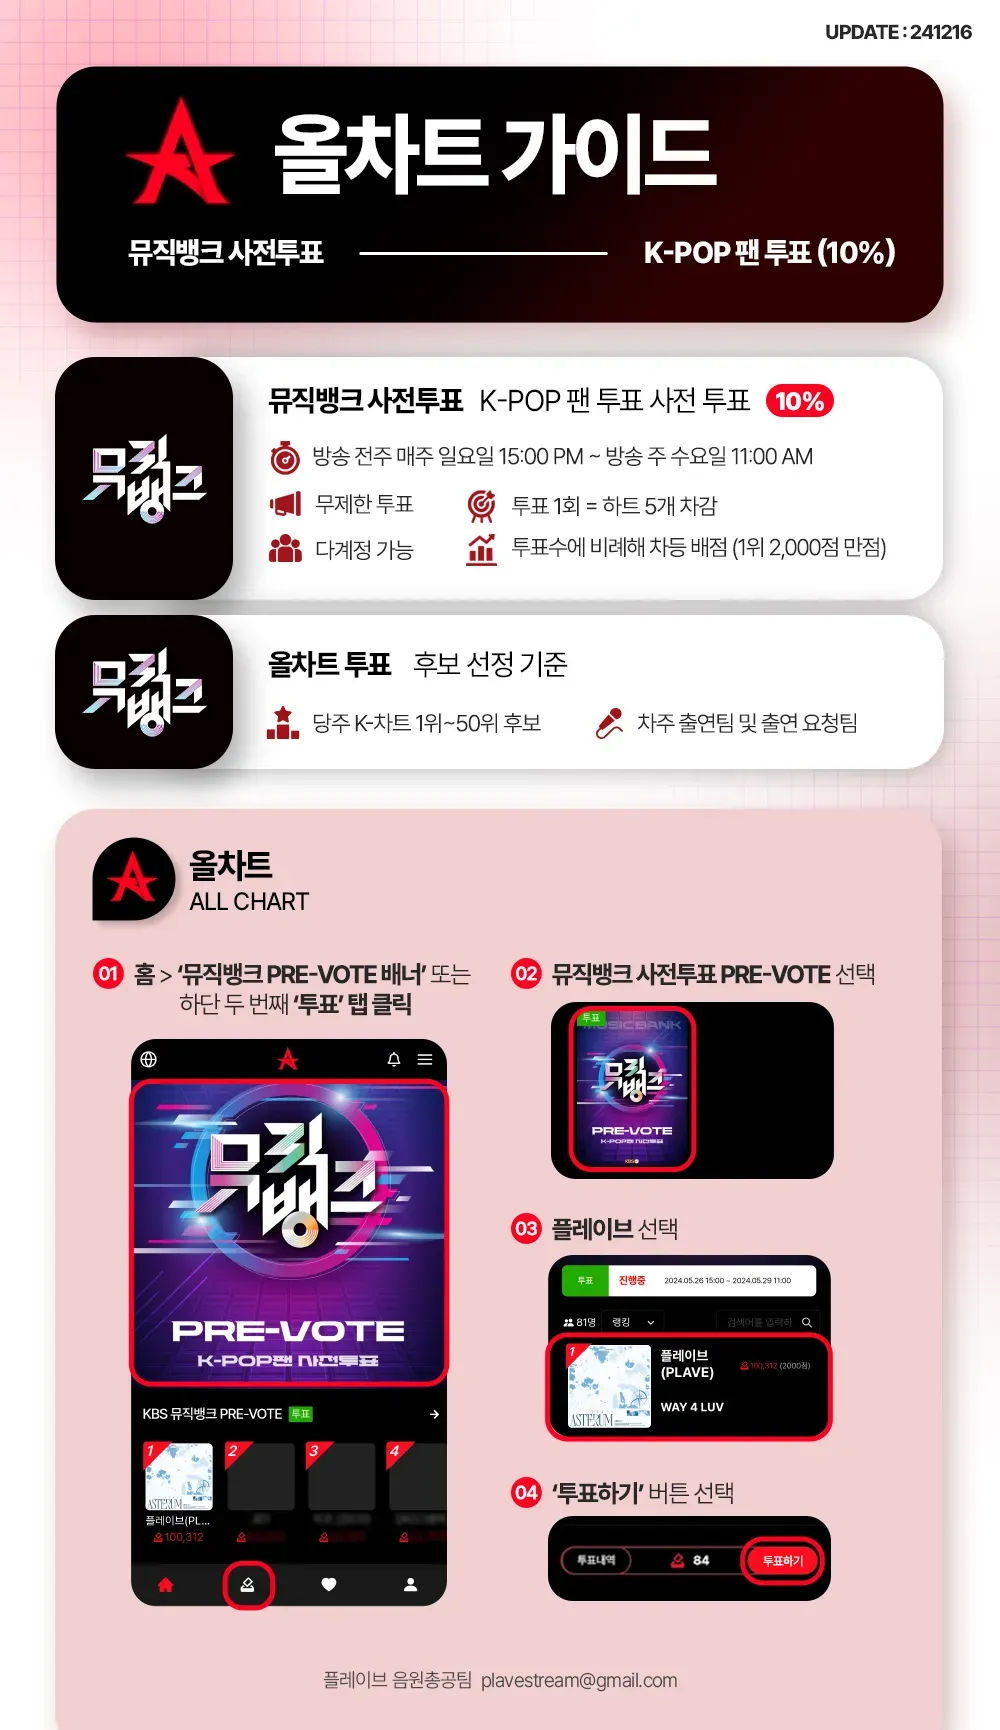 UPDATE : 241216
올차트 가이드
뮤직뱅크 사전투표
K-POP 팬 투표 (10%)
뮤직뱅크
뮤직뱅크 사전투표 K-POP 팬 투표 사전 투표 10%
방송 전주 매주 일요일 15:00 PM ~ 방송 주 수요일 11:00 AM
무제한 투표
투표 1회 = 하트 5개 차감
다계정 가능
투표수에 비례해 차등 배점 (1위 2,000점 만점)
뮤직뱅크
올차트 투표 후보 선정 기준
당주 K-차트 1위~50위 후보
차주 출연팀 및 출연 요청팀
올차트
ALL CHART
01 홈 > ‘뮤직뱅크 PRE-VOTE 배너’ 또는
하단 두 번째 ‘투표’ 탭 클릭
뮤직뱅크
PRE-VOTE
K-POP팬 사전투표
KBS 뮤직뱅크 PRE-VOTE 투표
1
2
3
4
ASTERUM
플레이브(PL...
100,312
02 뮤직뱅크 사전투표 PRE-VOTE 선택
투표
MUSICBANK
뮤직뱅크
PRE-VOTE
K-POP팬 사전투표
KBS
03 플레이브 선택
투표
진행중
2024.05.26 15:00 ~ 2024.05.29 11:00
81명
랭킹
검색어를 입력하
1
ASTERUM
플레이브
(PLAVE)
100,312 (2000점)
WAY 4 LUV
04 ‘투표하기’ 버튼 선택
투표내역
84
투표하기
플레이브 음원총공팀 plavestream@gmail.com